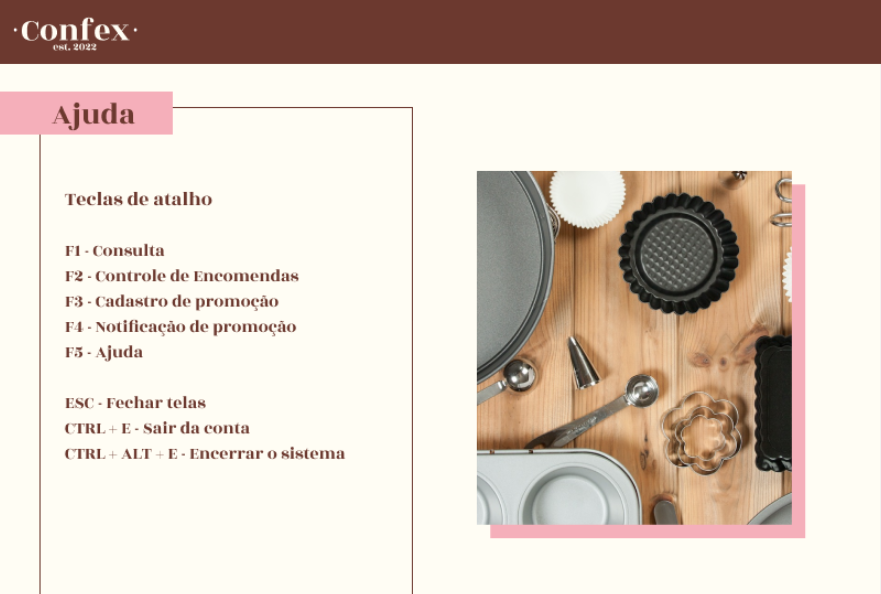 ·Confex·
est. 2022
Ajuda
Teclas de atalho
F1 - Consulta
F2 - Controle de Encomendas
F3 - Cadastro de promoção
F4 - Notificação de promoção
F5 - Ajuda
ESC - Fechar telas
CTRL + E - Sair da conta
CTRL + ALT + E - Encerrar o sistema